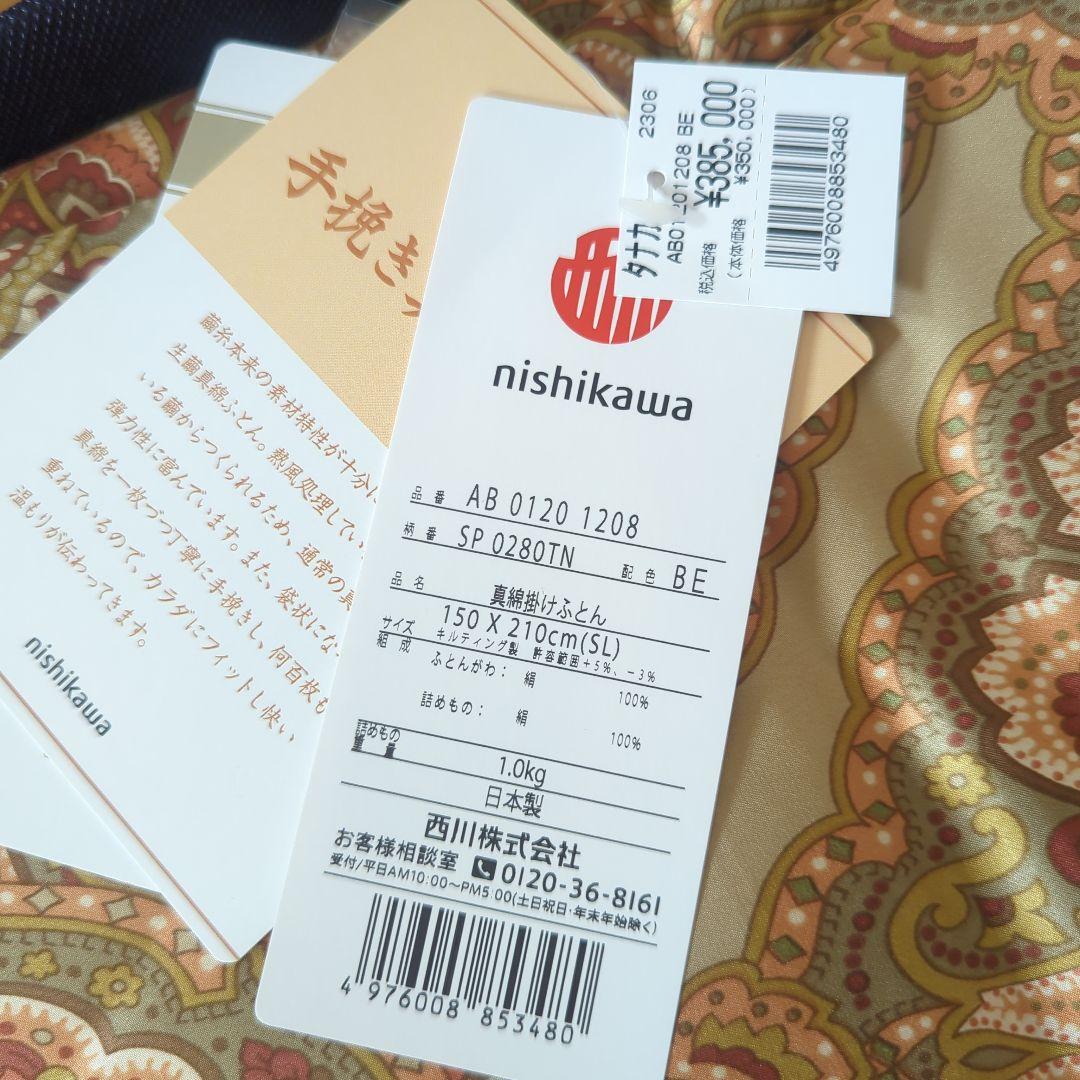 手挽き
繭糸本来の素材特性が十分に
生繭真綿ふとん。熱風処理してい
いる繭からつくられるため、通常の真
強力性に富んでいます。また、袋状にな
真綿を一枚づつ丁寧に手挽きし、何百枚も
重ねているので、カラダにフィットし快い
温もりが伝わってきます。
nishikawa
2306
タナカ
AB01201208 BE
税込価格 ¥385,000
(本体価格 ¥350,000)
4976008853480
西川
nishikawa
品番 AB 0120 1208
柄番 SP 0280TN 配色 BE
品名 真綿掛けふとん
サイズ 150 X 210cm(SL)
キルティング製 許容範囲+5%、-3%
組成 ふとんがわ: 絹 100%
詰めもの: 絹 100%
詰めもの
重量 1.0kg
日本製
西川株式会社
お客様相談室 0120-36-8161
受付/平日AM10:00〜PM5:00(土日祝日・年末年始除く)
4 976008 853480